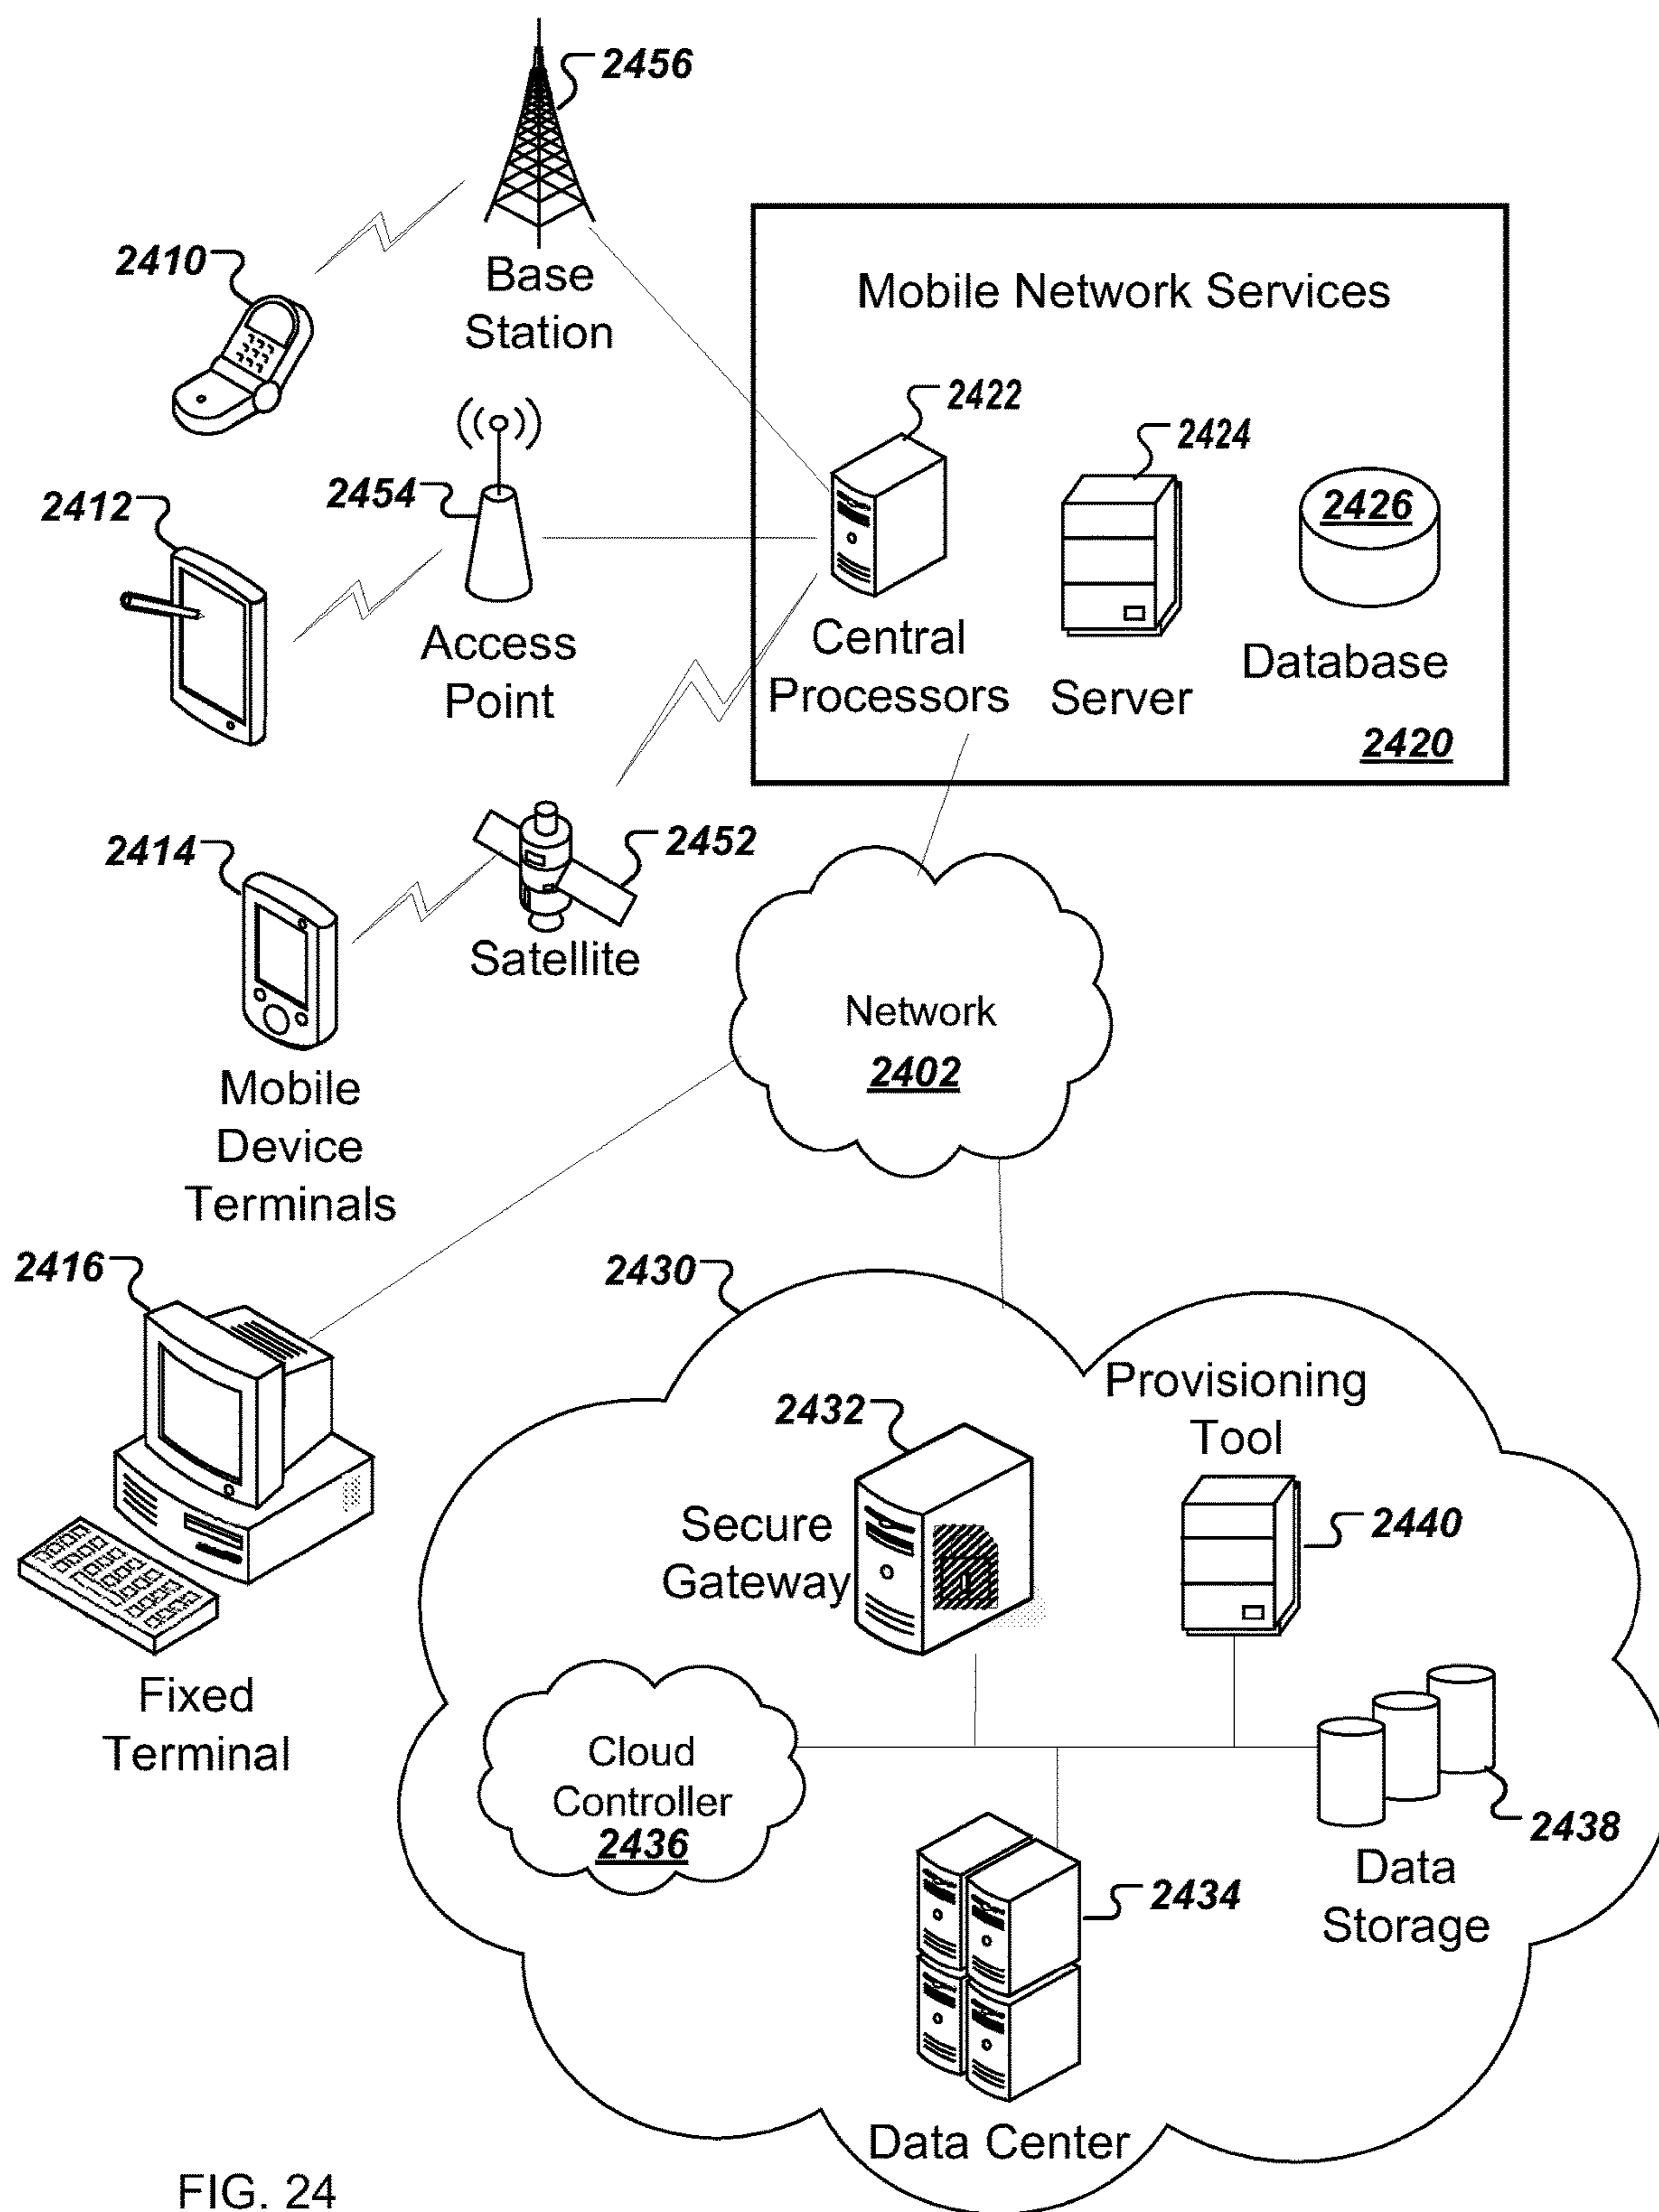 2456
2410
Base
Station
Mobile Network Services
2422
2424
2426
2412
2454
Access
Point
Central
Processors
Server
Database
2420
2414
2452
Satellite
Mobile
Device
Terminals
Network
2402
2416
Fixed
Terminal
2430
Provisioning
Tool
2432
Secure
Gateway
2440
Cloud
Controller
2436
2438
Data
Storage
2434
Data Center
FIG. 24